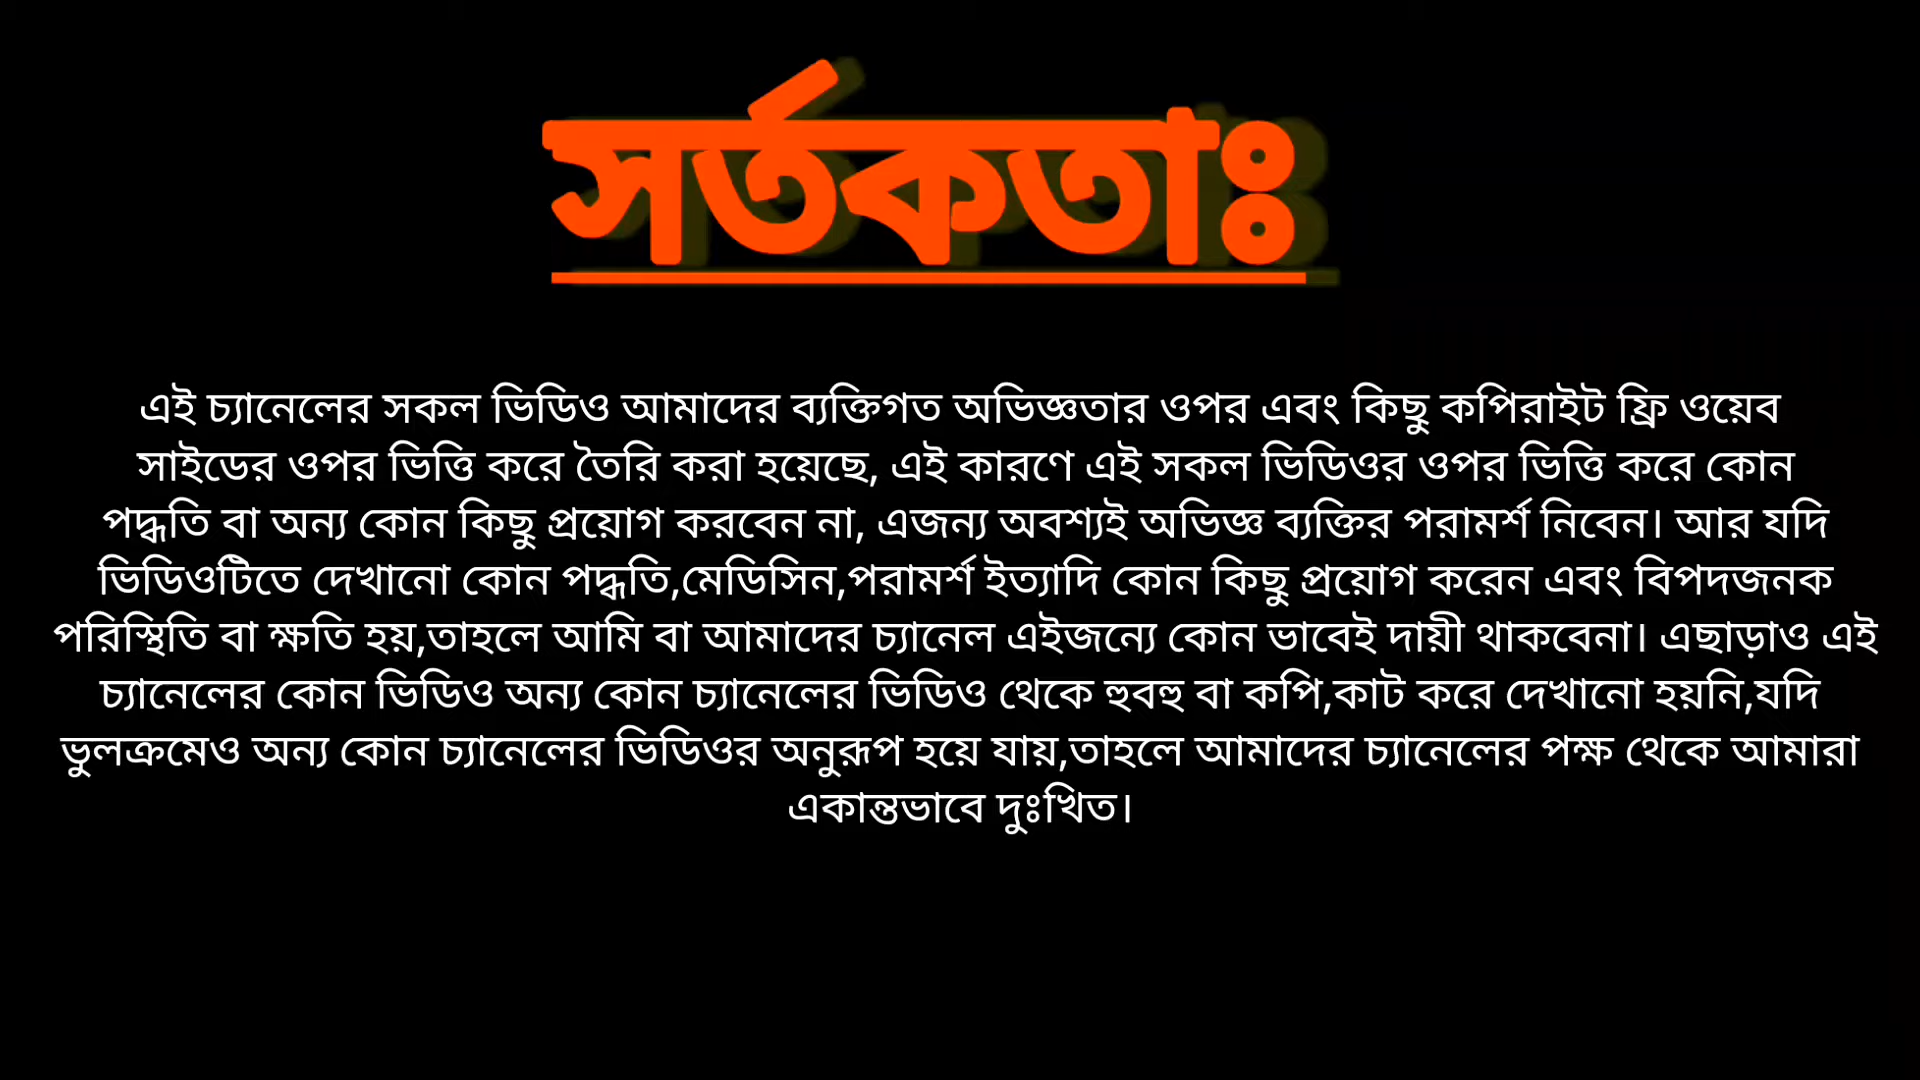 সর্তকতাঃ
এই চ্যানেলের সকল ভিডিও আমাদের ব্যক্তিগত অভিজ্ঞতার ওপর এবং কিছু কপিরাইট ফ্রি ওয়েব
সাইডের ওপর ভিত্তি করে তৈরি করা হয়েছে, এই কারণে এই সকল ভিডিওর ওপর ভিত্তি করে কোন
পদ্ধতি বা অন্য কোন কিছু প্রয়োগ করবেন না, এজন্য অবশ্যই অভিজ্ঞ ব্যক্তির পরামর্শ নিবেন। আর যদি
ভিডিওটিতে দেখানো কোন পদ্ধতি,মেডিসিন,পরামর্শ ইত্যাদি কোন কিছু প্রয়োগ করেন এবং বিপদজনক
পরিস্থিতি বা ক্ষতি হয়,তাহলে আমি বা আমাদের চ্যানেল এইজন্যে কোন ভাবেই দায়ী থাকবেনা। এছাড়াও এই
চ্যানেলের কোন ভিডিও অন্য কোন চ্যানেলের ভিডিও থেকে হুবহু বা কপি,কাট করে দেখানো হয়নি,যদি
ভুলক্রমেও অন্য কোন চ্যানেলের ভিডিওর অনুরূপ হয়ে যায়,তাহলে আমাদের চ্যানেলের পক্ষ থেকে আমারা
একান্তভাবে দুঃখিত।